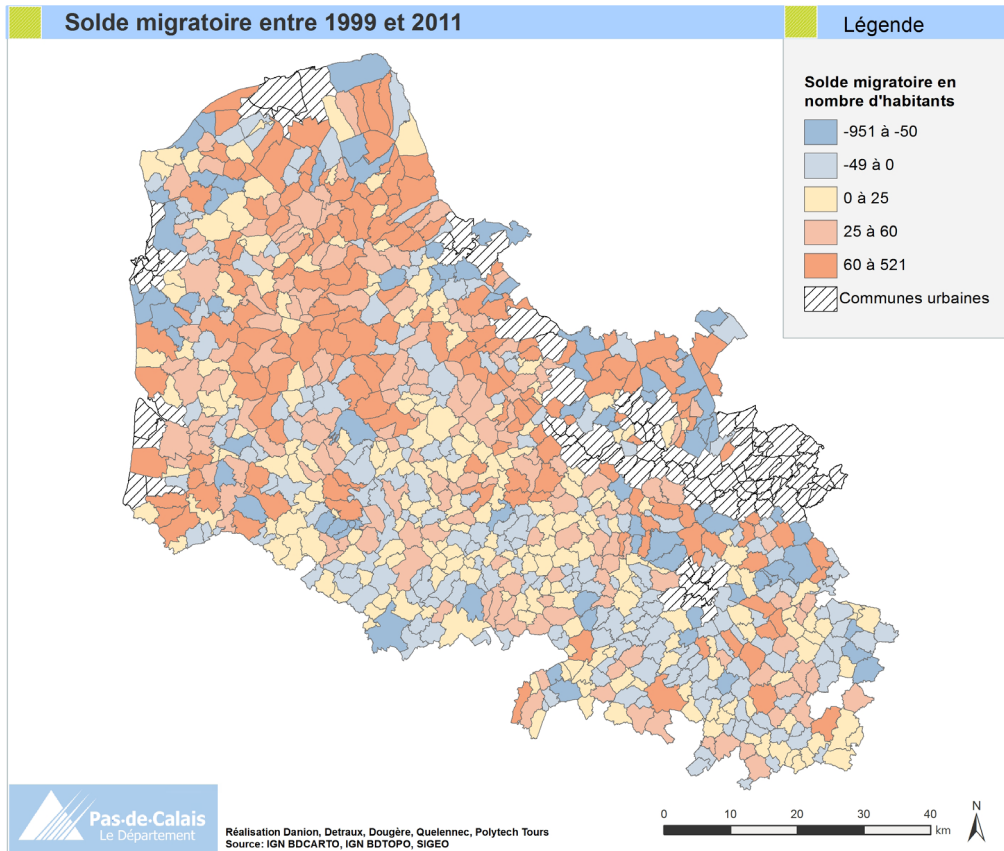 Solde migratoire entre 1999 et 2011
Légende
Solde migratoire en
nombre d'habitants
-951 à -50
-49 à 0
0 à 25
25 à 60
60 à 521
Communes urbaines
Pas-de-Calais
Le Département
Réalisation Danion, Detraux, Dougère, Quelennec, Polytech Tours
Source: IGN BDCARTO, IGN BDTOPO, SIGEO
0 10 20 30 40
km
N